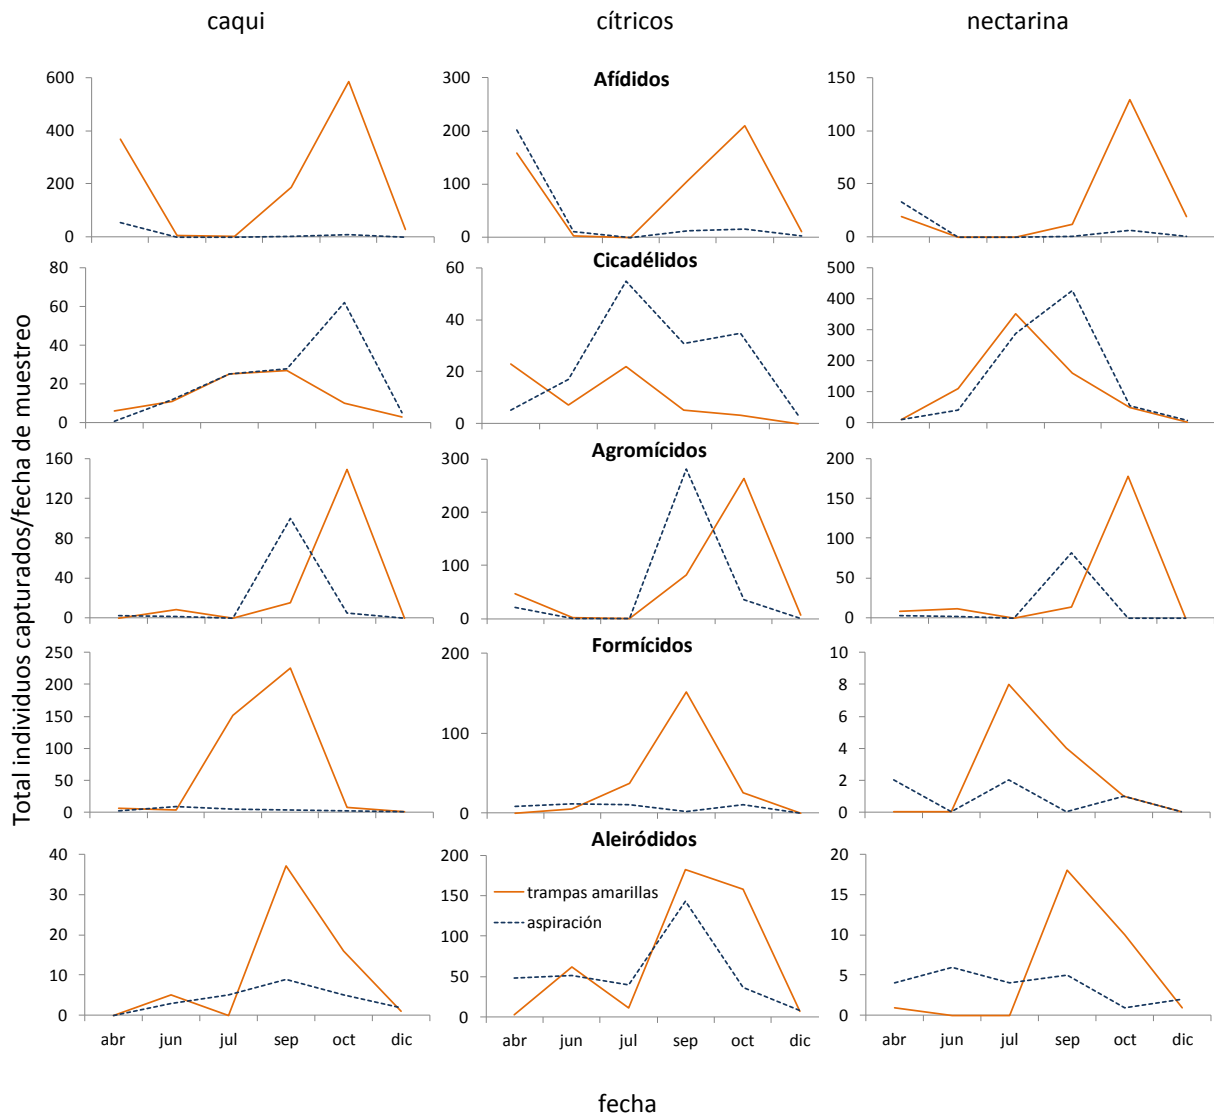 caqui cítricos nectarina
Total individuos capturados/fecha de muestreo
Afídidos
600 300 150
400 200 100
200 100 50
0 0 0
Cicadélidos
80 60 500
60 40 400
40 20 300
20 0 200
0 100
0
Agromícidos
160 300 200
120 200 150
80 100 100
40 0 50
0 0
Formícidos
250 200 10
200 100 8
150 0 6
100 4
50 2
0 0
Aleiródidos
40 200 20
30 150 15
20 100 10
10 50 5
0 0 0
trampas amarillas
aspiración
abr jun jul sep oct dic abr jun jul sep oct dic abr jun jul sep oct dic
fecha